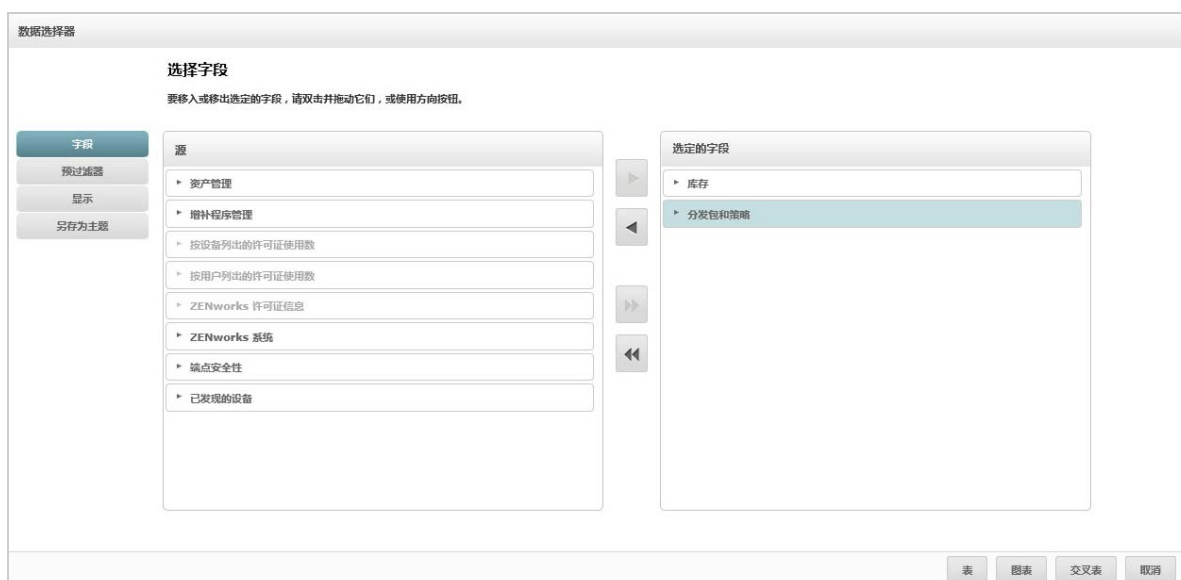 数据选择器
选择字段
要移入或移出选定的字段，请双击并拖动它们，或使用方向按钮。
字段
预过滤器
显示
另存为主题
源
资产管理
增补程序管理
按设备列出的许可证使用数
按用户列出的许可证使用数
ZENworks 许可证信息
ZENworks 系统
端点安全性
已发现的设备
选定的字段
库存
分发包和策略
表
图表
交叉表
取消